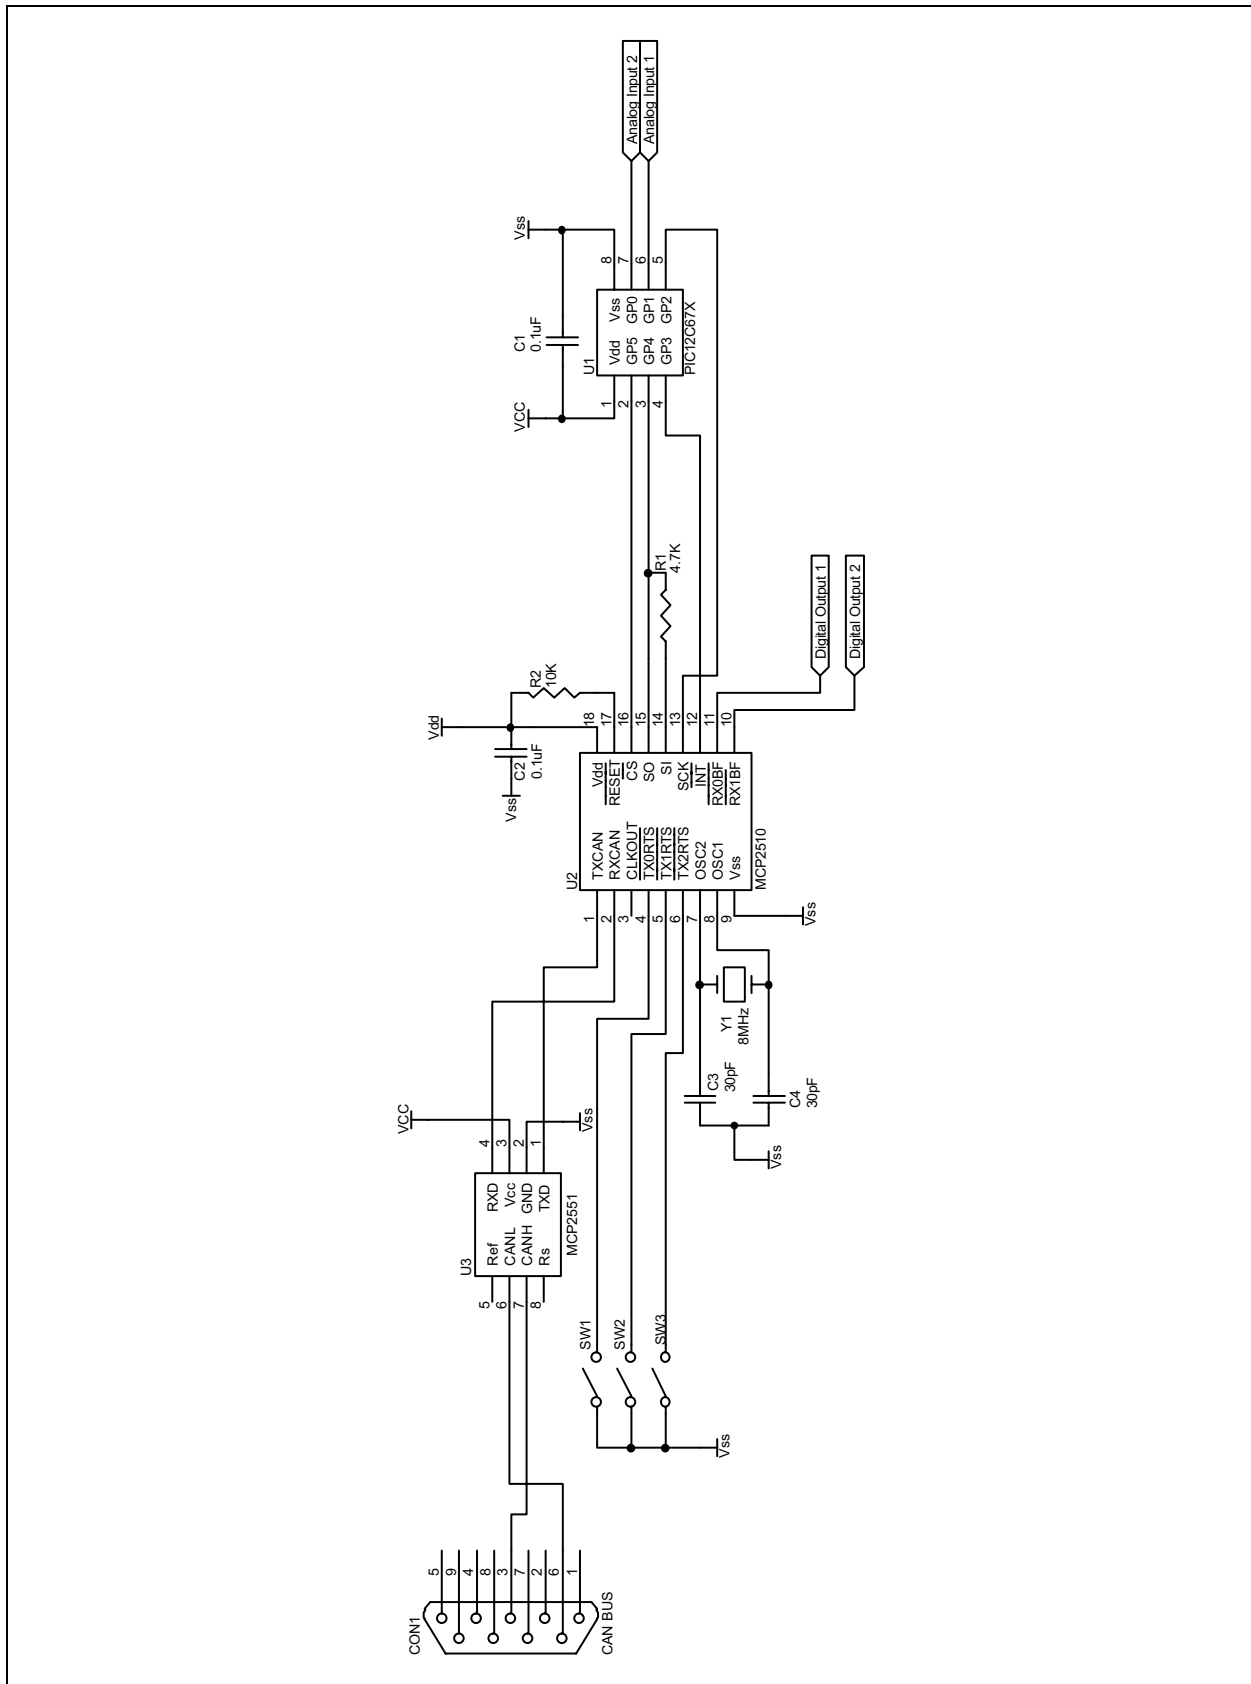 Analog Input 2
Analog Input 1
Vss
8
7
6
5
C1
0.1uF
U1
Vdd
GP5
GP4
GP3
Vss
GP0
GP1
GP2
PIC12C67X
VCC
1
2
3
4
R1
4.7K
Digital Output 1
Digital Output 2
R2
10K
Vdd
C2
0.1uF
Vss
18
17
16
15
14
13
12
11
10
Vdd
RESET
CS
SO
SI
SCK
INT
RX0BF
RX1BF
U2
TXCAN
RXCAN
CLKOUT
TX0RTS
TX1RTS
TX2RTS
OSC2
OSC1
Vss
MCP2510
1
2
3
4
5
6
7
8
9
Vss
Y1
8MHz
C3
30pF
C4
30pF
Vss
VCC
4
3
2
1
Vss
RXD
Vcc
GND
TXD
U3
Ref
CANL
CANH
Rs
MCP2551
5
6
7
8
SW1
SW2
SW3
Vss
5
9
4
8
3
7
2
6
1
CON1
CAN BUS